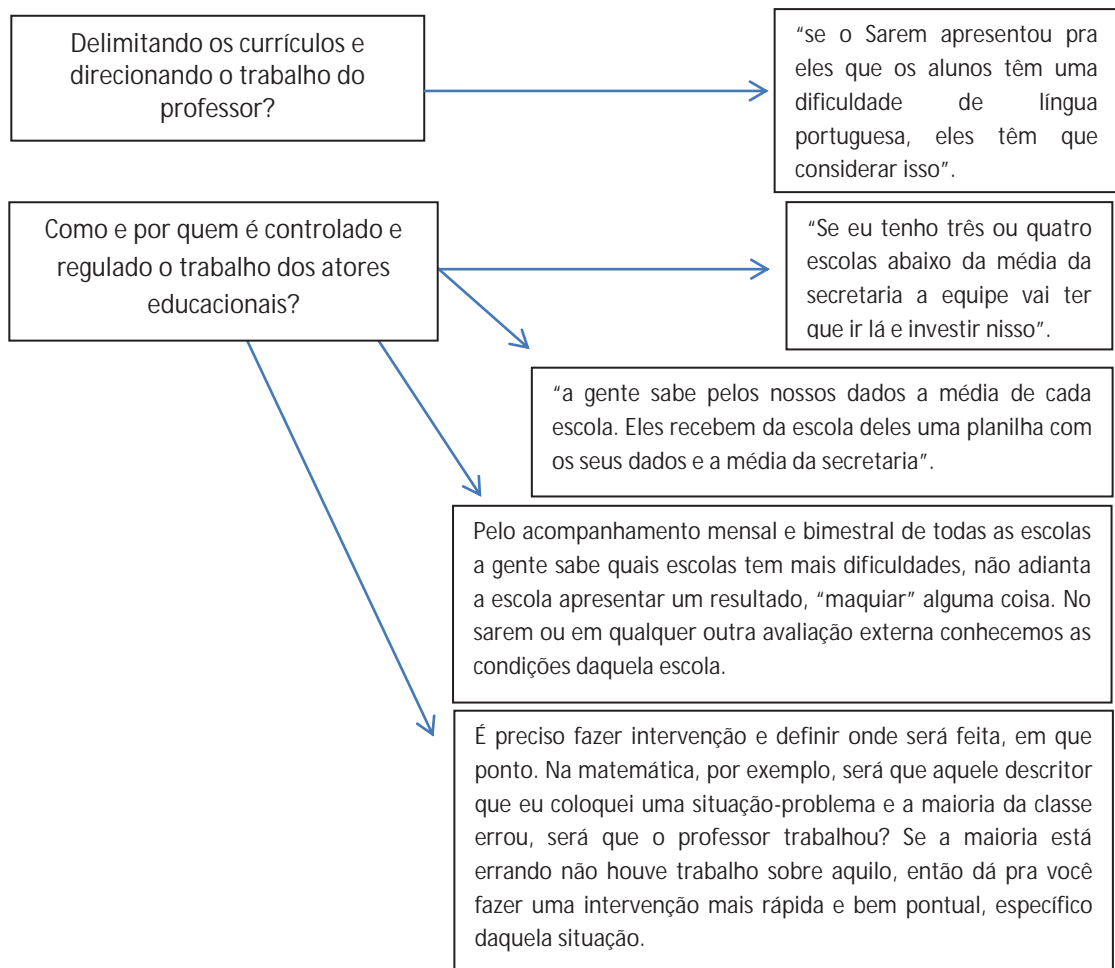 Delimitando os currículos e
direcionando o trabalho do
professor?
"se o Sarem apresentou pra
eles que os alunos têm uma
dificuldade de língua
portuguesa, eles têm que
considerar isso".
Como e por quem é controlado e
regulado o trabalho dos atores
educacionais?
"Se eu tenho três ou quatro
escolas abaixo da média da
secretaria a equipe vai ter
que ir lá e investir nisso".
"a gente sabe pelos nossos dados a média de cada
escola. Eles recebem da escola deles uma planilha com
os seus dados e a média da secretaria".
Pelo acompanhamento mensal e bimestral de todas as escolas
a gente sabe quais escolas tem mais dificuldades, não adianta
a escola apresentar um resultado, "maquiar" alguma coisa. No
sarem ou em qualquer outra avaliação externa conhecemos as
condições daquela escola.
É preciso fazer intervenção e definir onde será feita, em que
ponto. Na matemática, por exemplo, será que aquele descritor
que eu coloquei uma situação-problema e a maioria da classe
errou, será que o professor trabalhou? Se a maioria está
errando não houve trabalho sobre aquilo, então dá pra você
fazer uma intervenção mais rápida e bem pontual, específico
daquela situação.